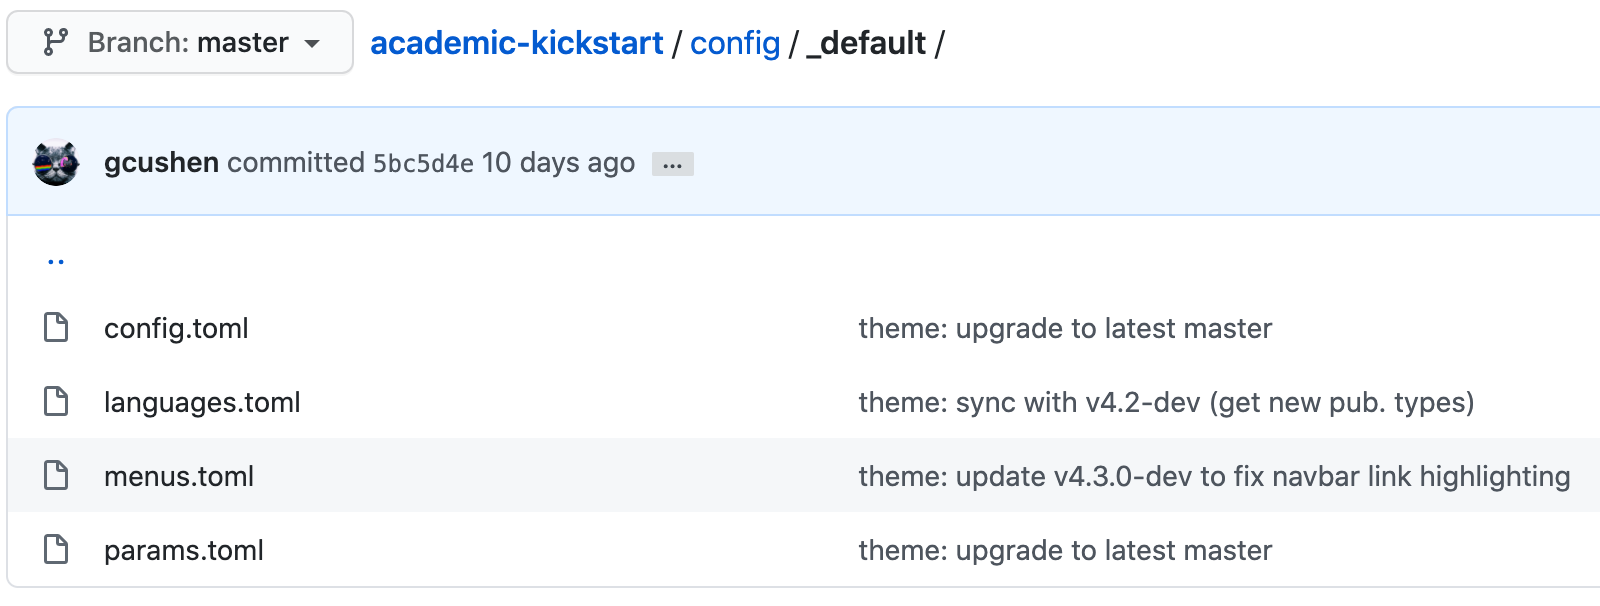 Branch: master academic-kickstart / config / _default /
gcushen committed 5bc5d4e 10 days ago ...
..
config.toml theme: upgrade to latest master
languages.toml theme: sync with v4.2-dev (get new pub. types)
menus.toml theme: update v4.3.0-dev to fix navbar link highlighting
params.toml theme: upgrade to latest master